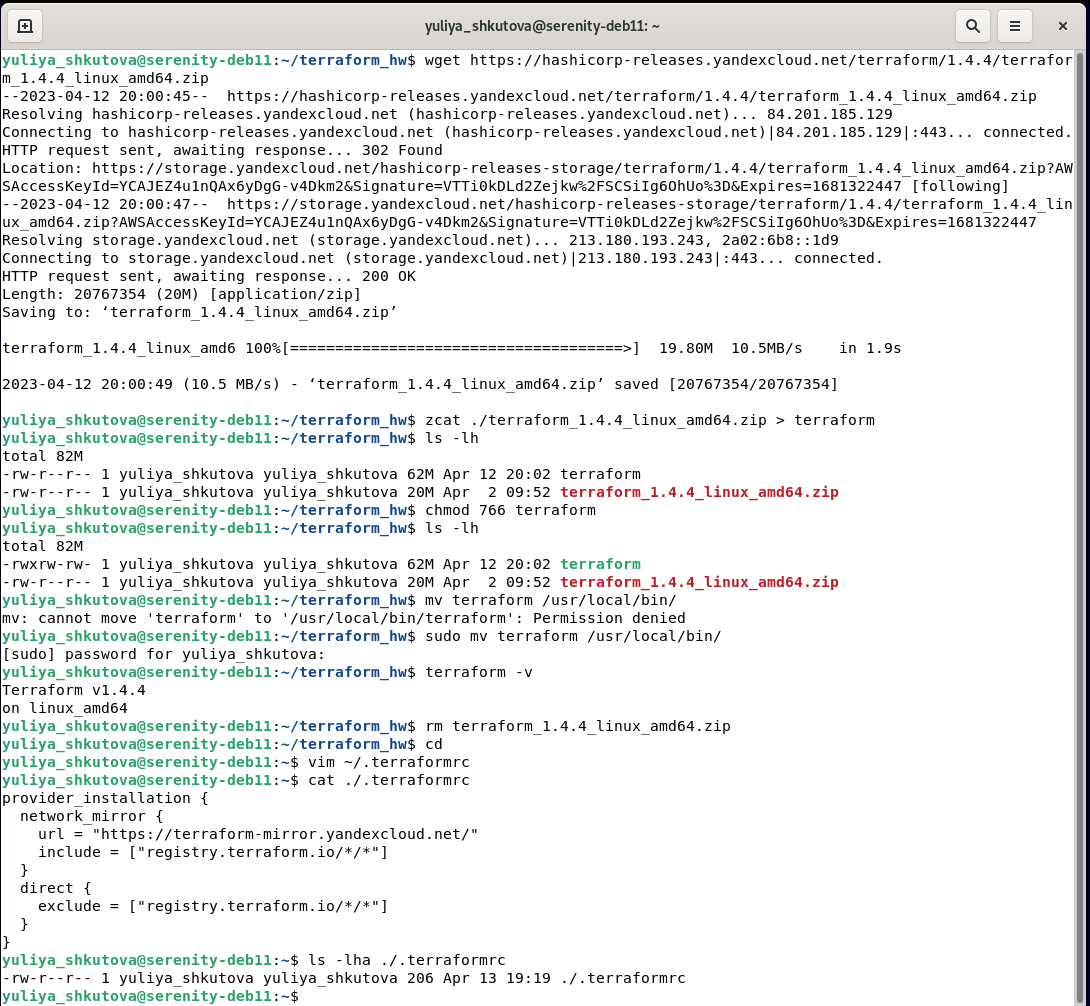 yuliya_shkutova@serenity-deb11: ~
yuliya_shkutova@serenity-deb11:~/terraform_hw$ wget https://hashicorp-releases.yandexcloud.net/terraform/1.4.4/terrafor
m_1.4.4_linux_amd64.zip
--2023-04-12 20:00:45--  https://hashicorp-releases.yandexcloud.net/terraform/1.4.4/terraform_1.4.4_linux_amd64.zip
Resolving hashicorp-releases.yandexcloud.net (hashicorp-releases.yandexcloud.net)... 84.201.185.129
Connecting to hashicorp-releases.yandexcloud.net (hashicorp-releases.yandexcloud.net)|84.201.185.129|:443... connected.
HTTP request sent, awaiting response... 302 Found
Location: https://storage.yandexcloud.net/hashicorp-releases-storage/terraform/1.4.4/terraform_1.4.4_linux_amd64.zip?AW
SAccessKeyId=YCAJEZ4u1nQAx6yDgG-v4Dkm2&Signature=VTTi0kDLd2Zejkw%2FSCSiIg6OhUo%3D&Expires=1681322447 [following]
--2023-04-12 20:00:47--  https://storage.yandexcloud.net/hashicorp-releases-storage/terraform/1.4.4/terraform_1.4.4_lin
ux_amd64.zip?AWSAccessKeyId=YCAJEZ4u1nQAx6yDgG-v4Dkm2&Signature=VTTi0kDLd2Zejkw%2FSCSiIg6OhUo%3D&Expires=1681322447
Resolving storage.yandexcloud.net (storage.yandexcloud.net)... 213.180.193.243, 2a02:6b8::1d9
Connecting to storage.yandexcloud.net (storage.yandexcloud.net)|213.180.193.243|:443... connected.
HTTP request sent, awaiting response... 200 OK
Length: 20767354 (20M) [application/zip]
Saving to: ‘terraform_1.4.4_linux_amd64.zip’
terraform_1.4.4_linux_amd6 100%[=====================================>]  19.80M  10.5MB/s    in 1.9s
2023-04-12 20:00:49 (10.5 MB/s) - ‘terraform_1.4.4_linux_amd64.zip’ saved [20767354/20767354]
yuliya_shkutova@serenity-deb11:~/terraform_hw$ zcat ./terraform_1.4.4_linux_amd64.zip > terraform
yuliya_shkutova@serenity-deb11:~/terraform_hw$ ls -lh
total 82M
-rw-r--r-- 1 yuliya_shkutova yuliya_shkutova 62M Apr 12 20:02 terraform
-rw-r--r-- 1 yuliya_shkutova yuliya_shkutova 20M Apr  2 09:52 terraform_1.4.4_linux_amd64.zip
yuliya_shkutova@serenity-deb11:~/terraform_hw$ chmod 766 terraform
yuliya_shkutova@serenity-deb11:~/terraform_hw$ ls -lh
total 82M
-rwxrw-rw- 1 yuliya_shkutova yuliya_shkutova 62M Apr 12 20:02 terraform
-rw-r--r-- 1 yuliya_shkutova yuliya_shkutova 20M Apr  2 09:52 terraform_1.4.4_linux_amd64.zip
yuliya_shkutova@serenity-deb11:~/terraform_hw$ mv terraform /usr/local/bin/
mv: cannot move 'terraform' to '/usr/local/bin/terraform': Permission denied
yuliya_shkutova@serenity-deb11:~/terraform_hw$ sudo mv terraform /usr/local/bin/
[sudo] password for yuliya_shkutova:
yuliya_shkutova@serenity-deb11:~/terraform_hw$ terraform -v
Terraform v1.4.4
on linux_amd64
yuliya_shkutova@serenity-deb11:~/terraform_hw$ rm terraform_1.4.4_linux_amd64.zip
yuliya_shkutova@serenity-deb11:~/terraform_hw$ cd
yuliya_shkutova@serenity-deb11:~$ vim ~/.terraformrc
yuliya_shkutova@serenity-deb11:~$ cat ./.terraformrc
provider_installation {
  network_mirror {
    url = "https://terraform-mirror.yandexcloud.net/"
    include = ["registry.terraform.io/*/*"]
  }
  direct {
    exclude = ["registry.terraform.io/*/*"]
  }
}
yuliya_shkutova@serenity-deb11:~$ ls -lha ./.terraformrc
-rw-r--r-- 1 yuliya_shkutova yuliya_shkutova 206 Apr 13 19:19 ./.terraformrc
yuliya_shkutova@serenity-deb11:~$